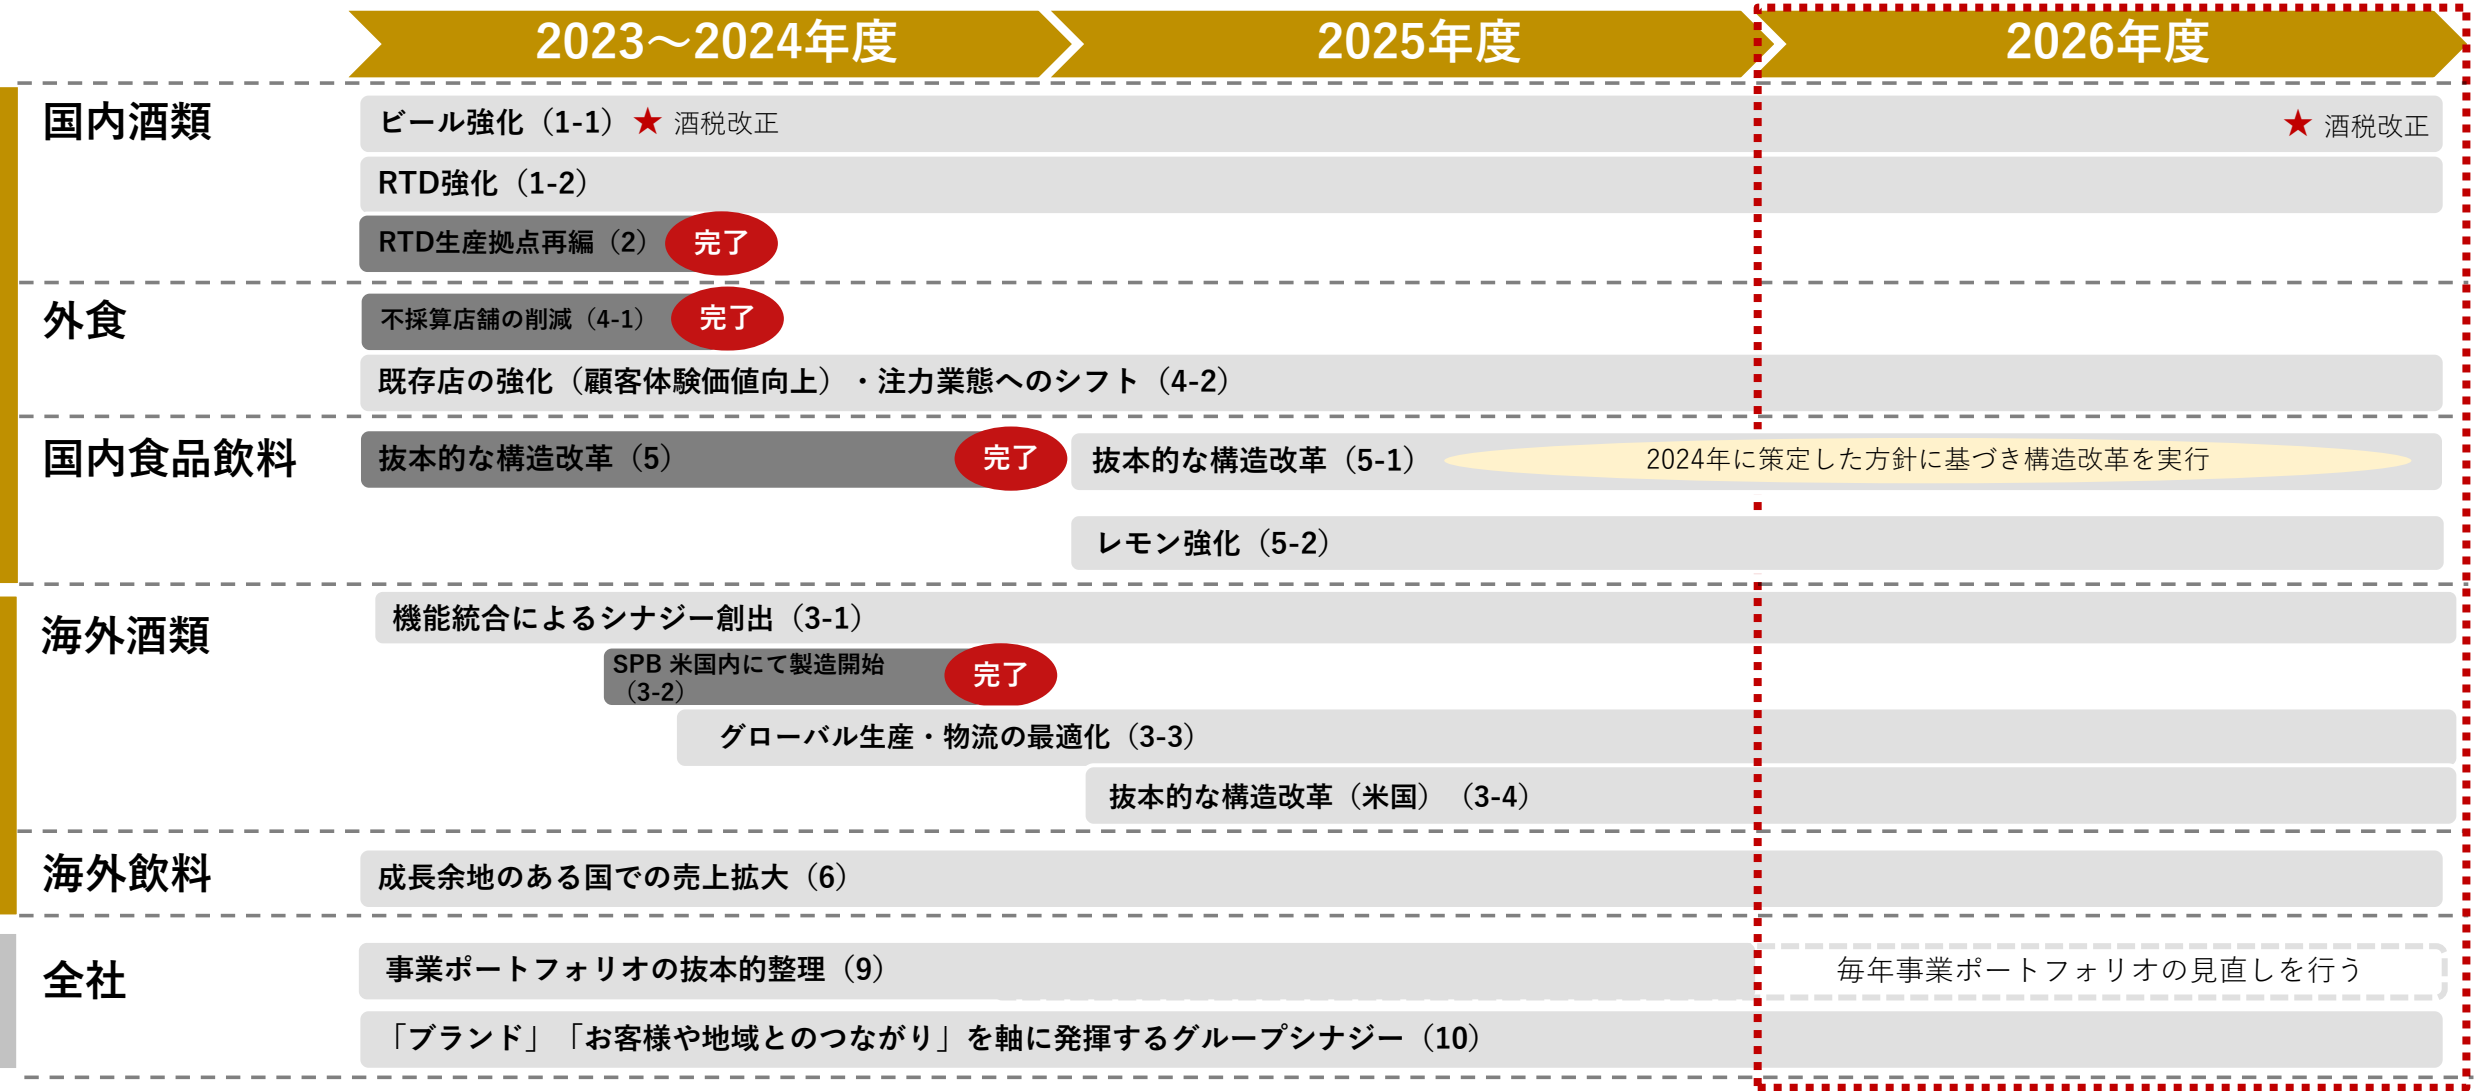 2023～2024年度
2025年度
2026年度
国内酒類
ビール強化（1-1）★ 酒税改正
★ 酒税改正
RTD強化（1-2）
RTD生産拠点再編（2）
完了
外食
不採算店舗の削減（4-1）
完了
既存店の強化（顧客体験価値向上）・注力業態へのシフト（4-2）
国内食品飲料
抜本的な構造改革（5）
完了
抜本的な構造改革（5-1）
2024年に策定した方針に基づき構造改革を実行
レモン強化（5-2）
海外酒類
機能統合によるシナジー創出（3-1）
SPB 米国内にて製造開始
（3-2）
完了
グローバル生産・物流の最適化（3-3）
抜本的な構造改革（米国）（3-4）
海外飲料
成長余地のある国での売上拡大（6）
全社
事業ポートフォリオの抜本的整理（9）
毎年事業ポートフォリオの見直しを行う
「ブランド」「お客様や地域とのつながり」を軸に発揮するグループシナジー（10）